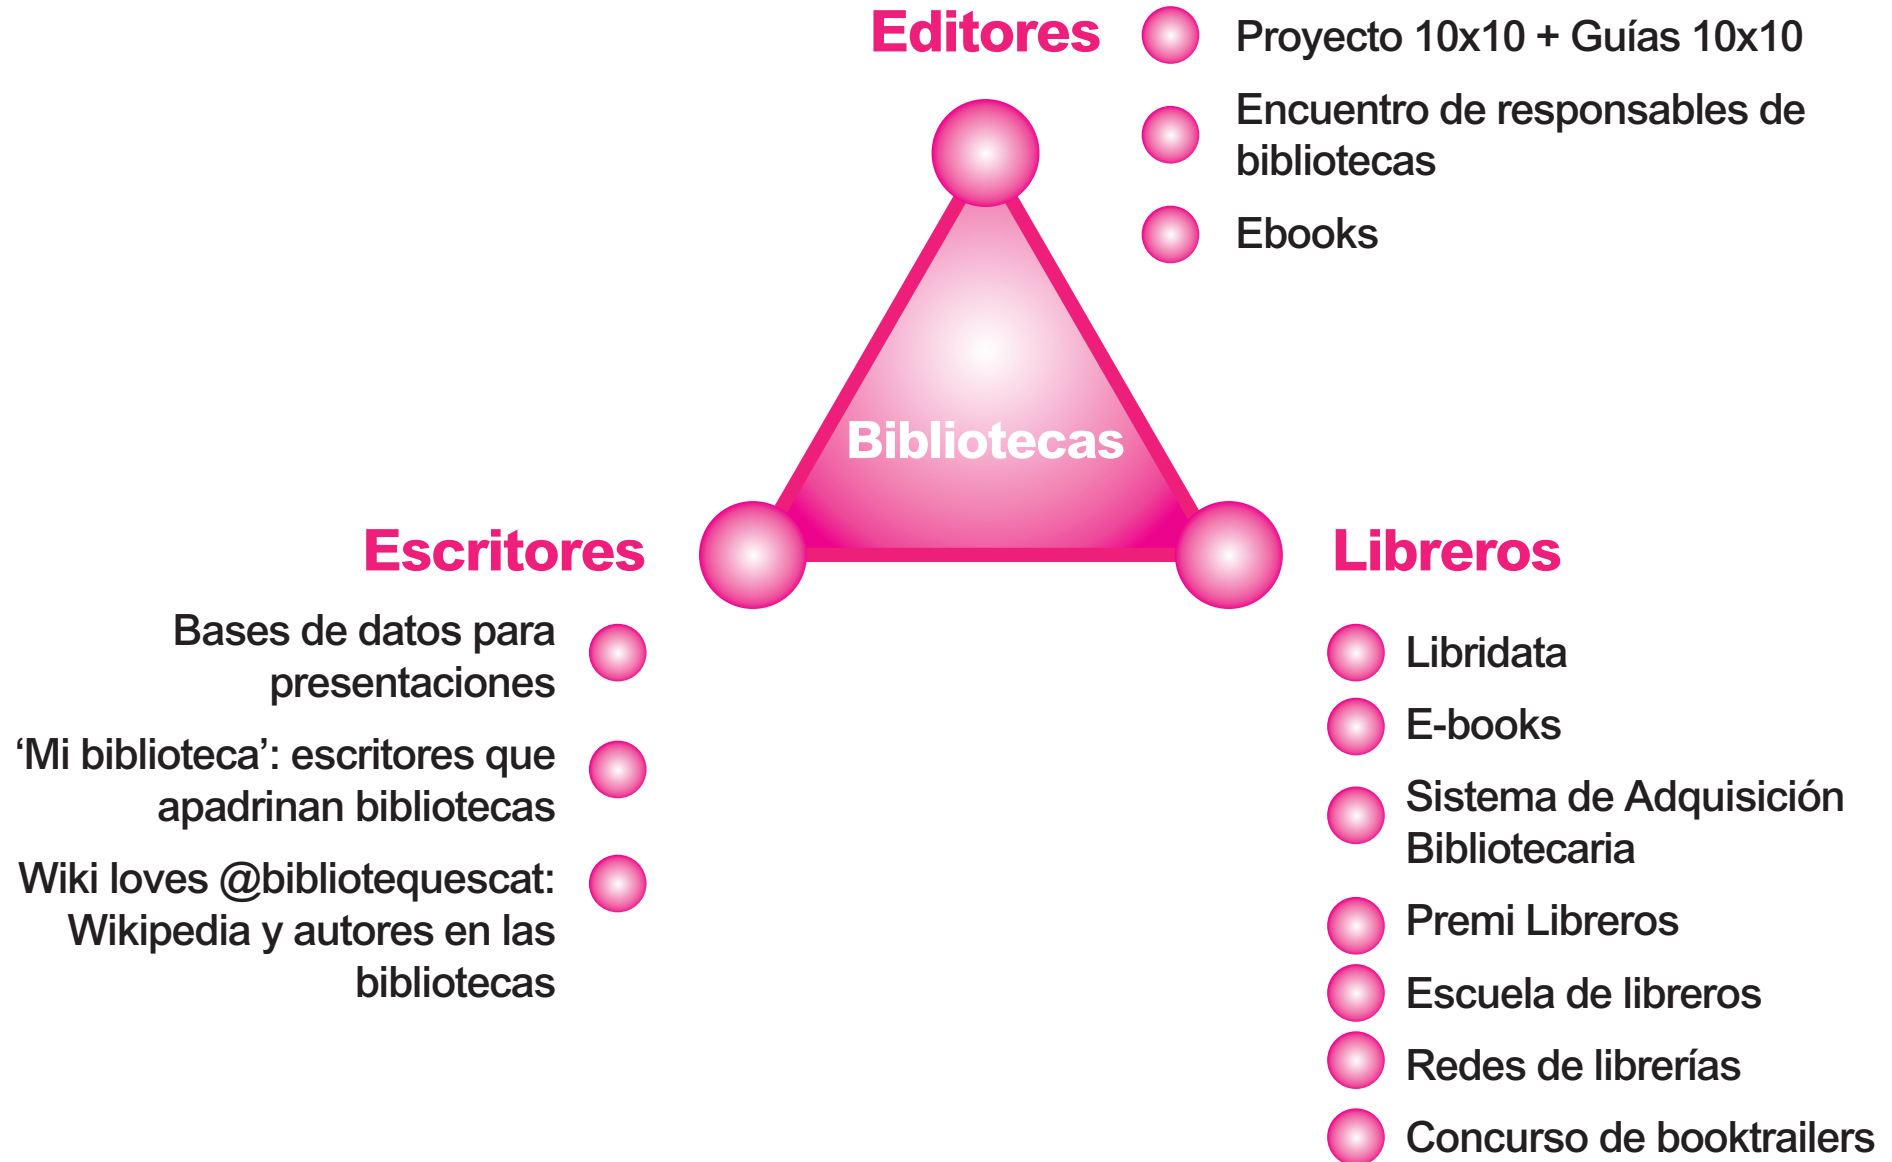 Editores
Proyecto 10x10 + Guías 10x10
Encuentro de responsables de
bibliotecas
Ebooks
Bibliotecas
Escritores
Bases de datos para
presentaciones
‘Mi biblioteca’: escritores que
apadrinan bibliotecas
Wiki loves @bibliotequescat:
Wikipedia y autores en las
bibliotecas
Libreros
Libridata
E-books
Sistema de Adquisición
Bibliotecaria
Premi Libreros
Escuela de libreros
Redes de librerías
Concurso de booktrailers